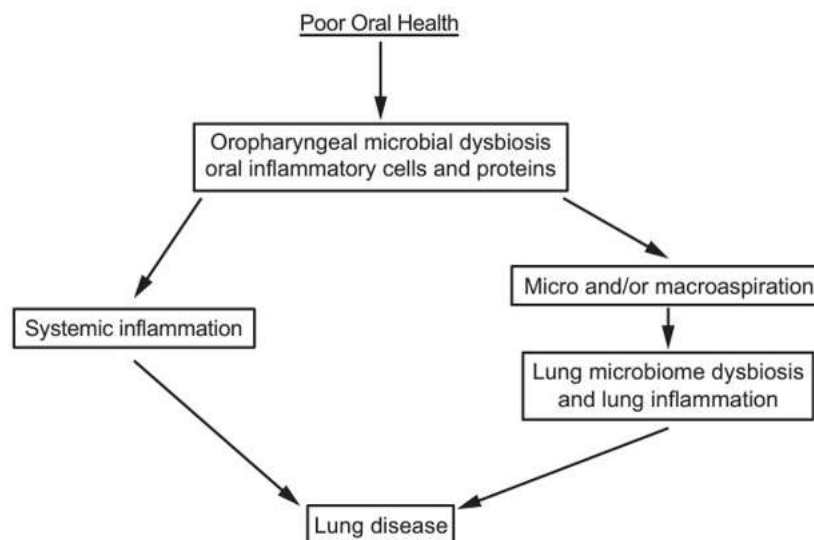 Poor Oral Health
Oropharyngeal microbial dysbiosis
oral inflammatory cells and proteins
Systemic inflammation
Micro and/or macroaspiration
Lung microbiome dysbiosis
and lung inflammation
Lung disease